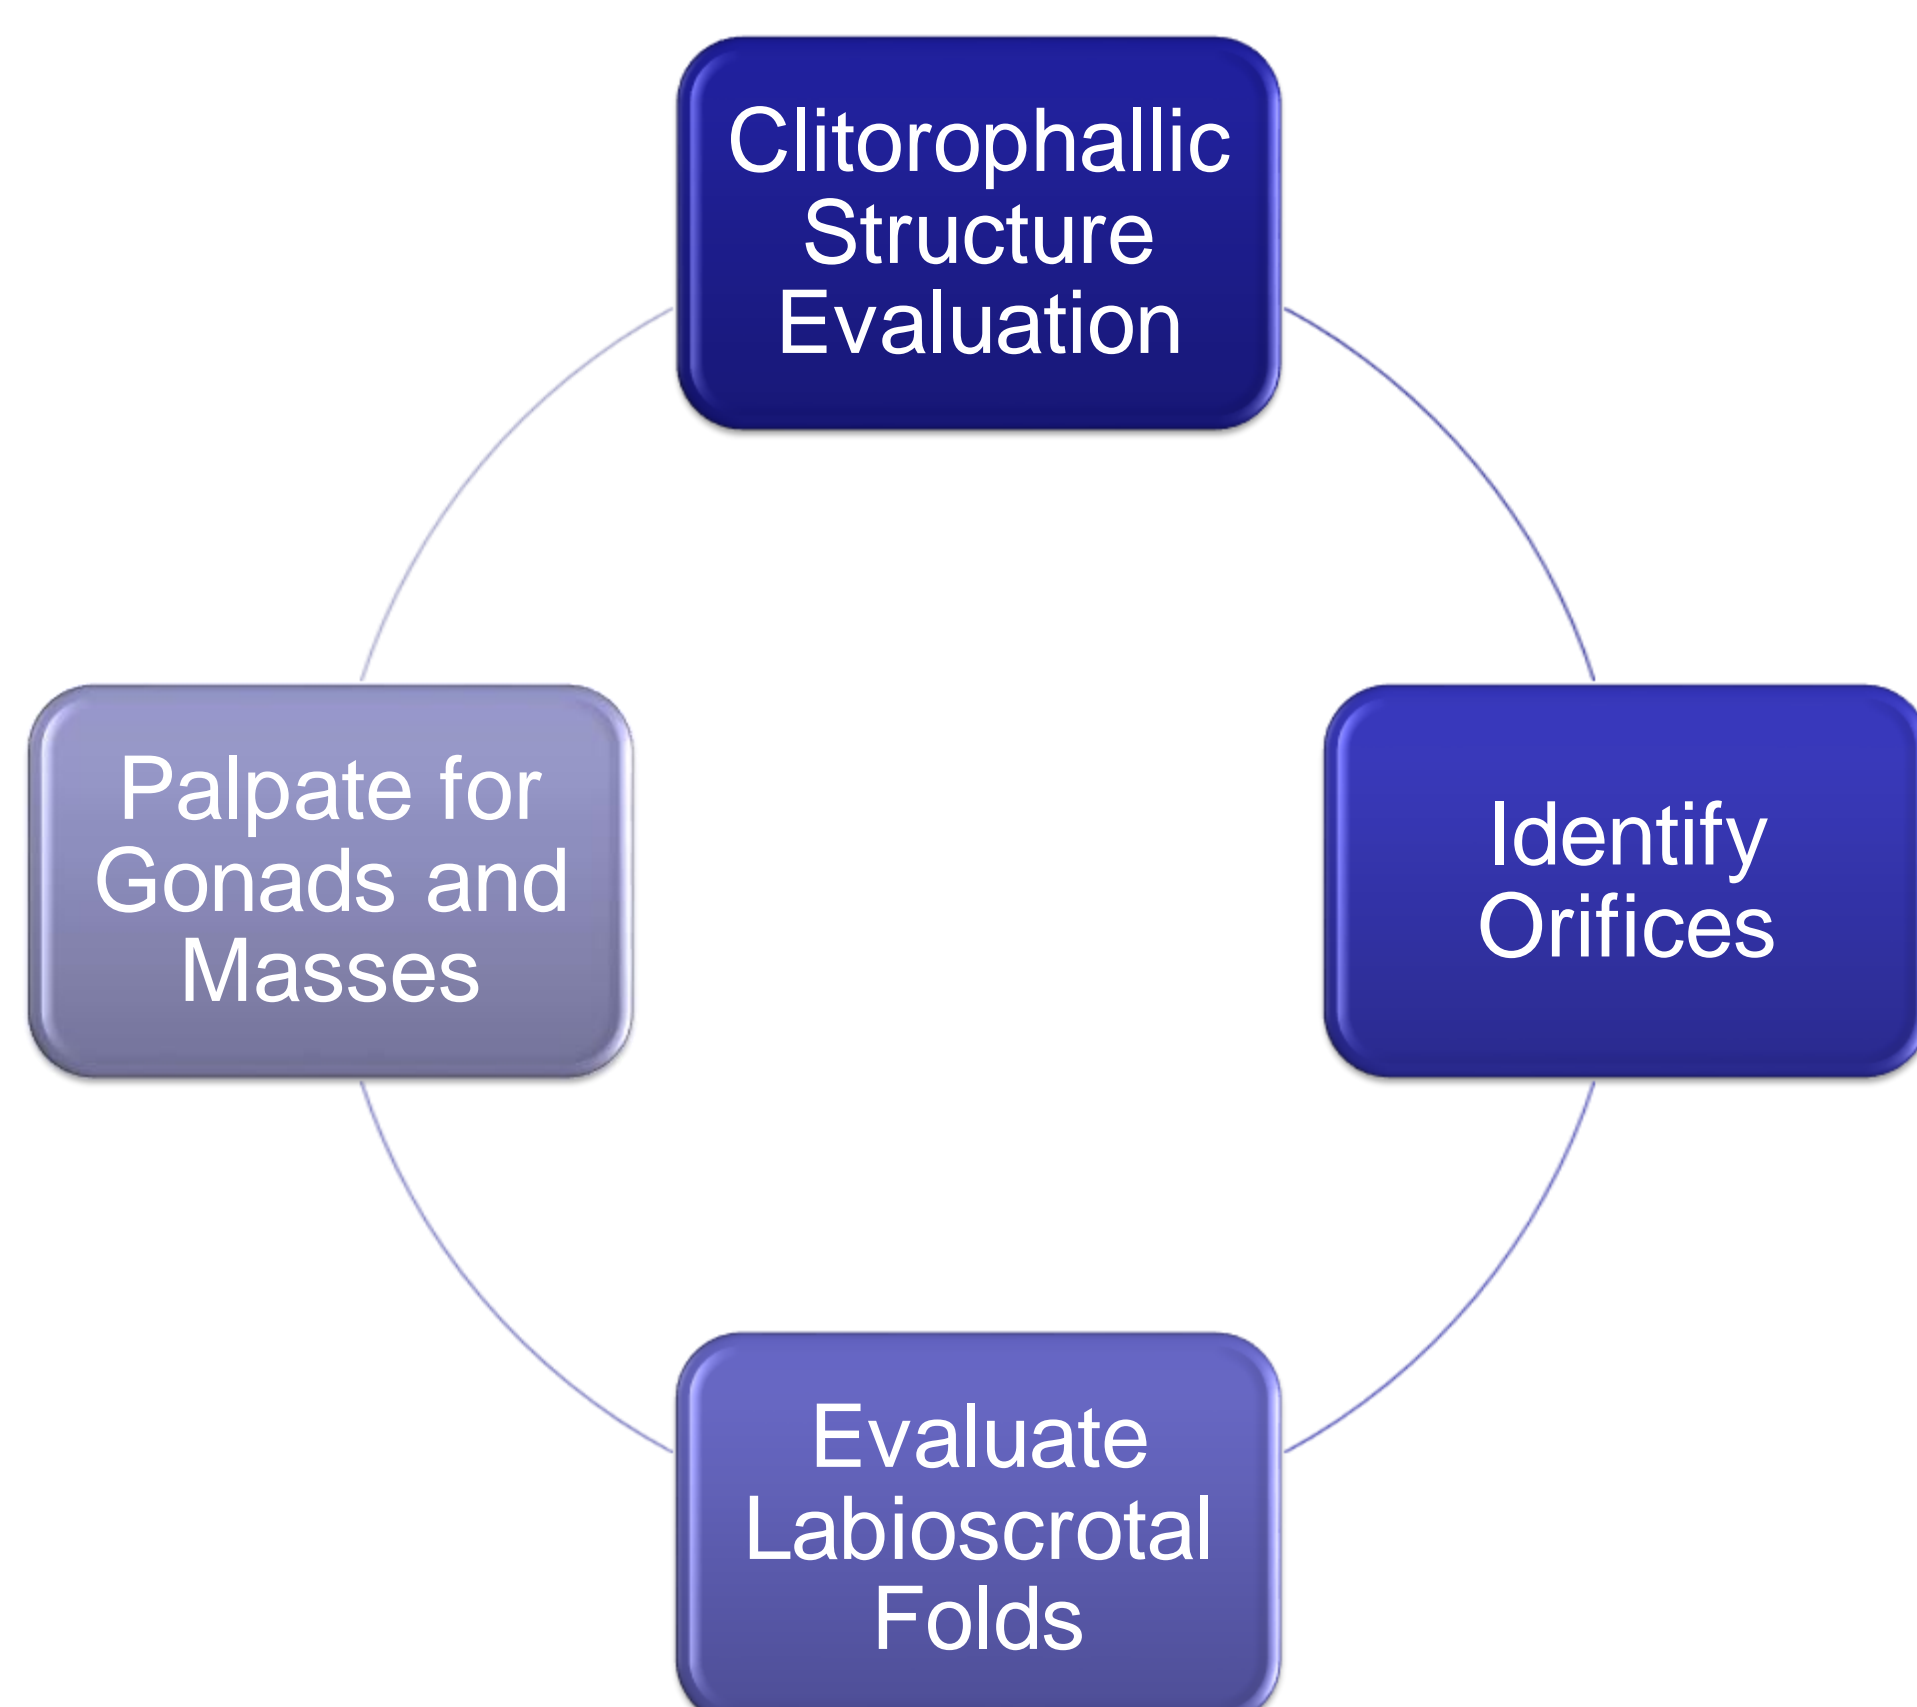 Clitorophallic
Structure
Evaluation
Identify
Orifices
Evaluate
Labioscrotal
Folds
Palpate for
Gonads and
Masses